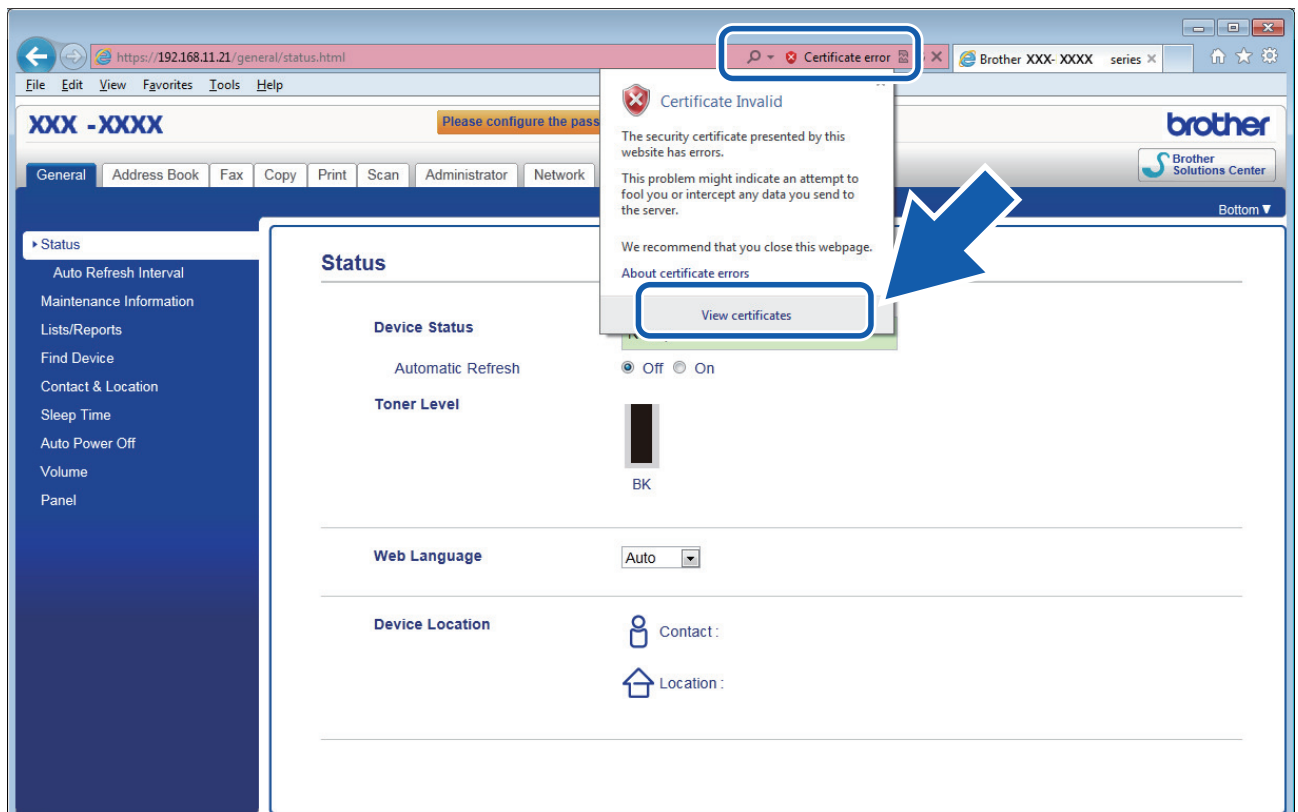 https://192.168.11.21/general/status.html
Certificate error
Brother XXX- XXXX series
File Edit View Favorites Tools Help
XXX -XXXX
Please configure the pass
brother
Brother
Solutions Center
General
Address Book
Fax
Copy
Print
Scan
Administrator
Network
Bottom▼
Certificate Invalid
The security certificate presented by this
website has errors.
This problem might indicate an attempt to
fool you or intercept any data you send to
the server.
We recommend that you close this webpage.
About certificate errors
View certificates
Status
Auto Refresh Interval
Maintenance Information
Lists/Reports
Find Device
Contact & Location
Sleep Time
Auto Power Off
Volume
Panel
Status
Device Status
Automatic Refresh
Off
On
Toner Level
BK
Web Language
Auto
Device Location
Contact :
Location :